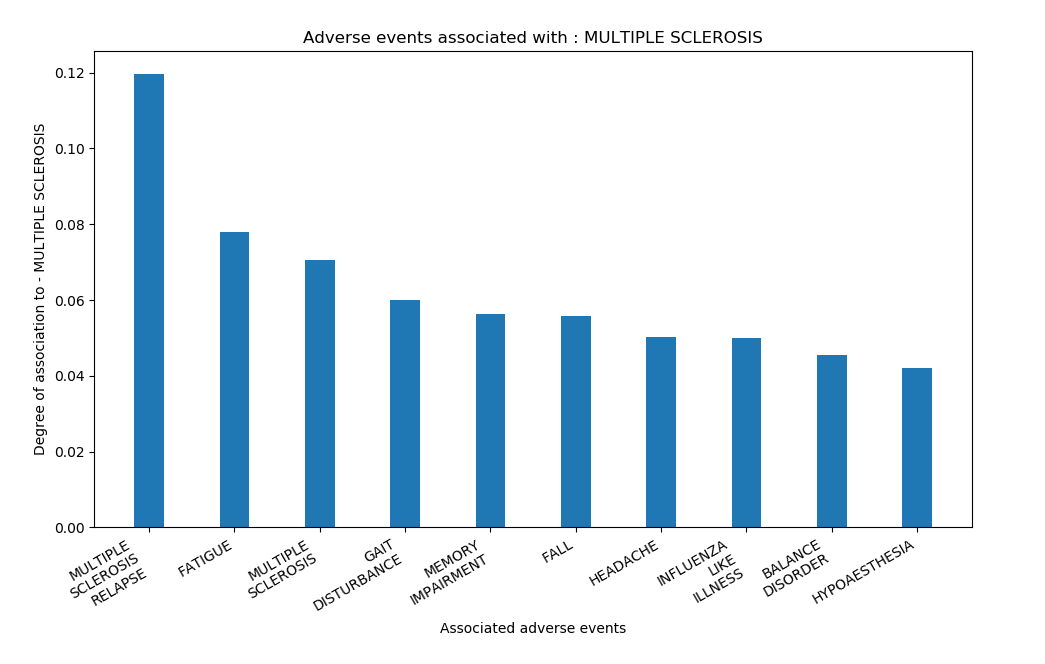 Adverse events associated with : MULTIPLE SCLEROSIS
Degree of association to - MULTIPLE SCLEROSIS
0.12
0.10
0.08
0.06
0.04
0.02
0.00
MULTIPLE
SCLEROSIS
RELAPSE
FATIGUE
MULTIPLE
SCLEROSIS
GAIT
DISTURBANCE
MEMORY
IMPAIRMENT
FALL
HEADACHE
INFLUENZA
LIKE
ILLNESS
BALANCE
DISORDER
HYPOAESTHESIA
Associated adverse events